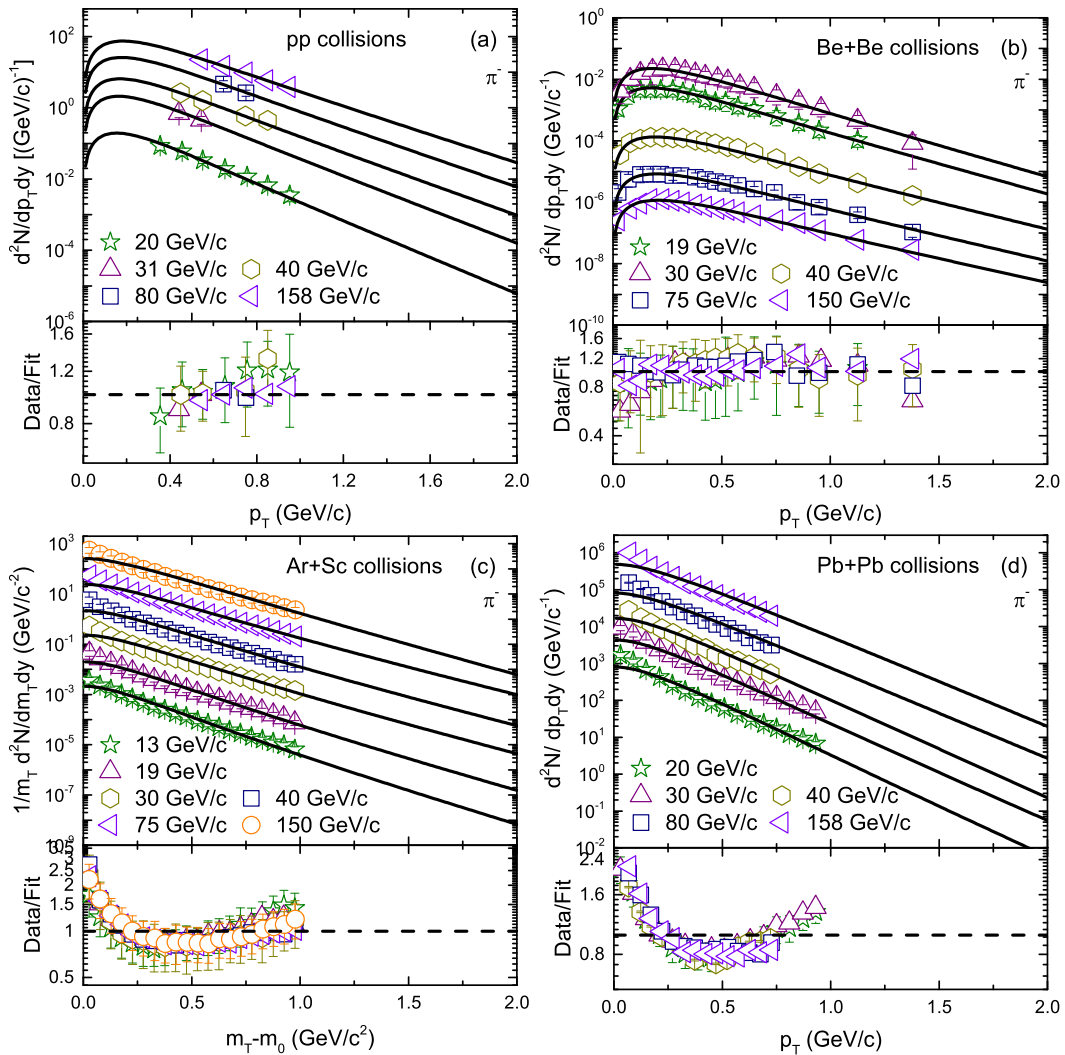 pp collisions (a)
π⁻
d²N/dp_Tdy [(GeV/c)⁻¹]
10² 10⁰ 10⁻² 10⁻⁴ 10⁻⁶
20 GeV/c
31 GeV/c 40 GeV/c
80 GeV/c 158 GeV/c
Data/Fit
1.6 1.2 0.8
0.0 0.4 0.8 1.2 1.6 2.0
p_T (GeV/c)
Be+Be collisions (b)
π⁻
d²N/ dp_Tdy (GeV/c⁻¹)
10⁰ 10⁻² 10⁻⁴ 10⁻⁶ 10⁻⁸ 10⁻¹⁰
19 GeV/c
30 GeV/c 40 GeV/c
75 GeV/c 150 GeV/c
Data/Fit
1.6 1.2 0.8 0.4
0.0 0.5 1.0 1.5 2.0
p_T (GeV/c)
Ar+Sc collisions (c)
π⁻
1/m_T d²N/dm_Tdy (GeV/c⁻²)
10³ 10¹ 10⁻¹ 10⁻³ 10⁻⁵ 10⁻⁷
13 GeV/c
19 GeV/c
30 GeV/c 40 GeV/c
75 GeV/c 150 GeV/c
Data/Fit
2.5 1.5 1 0.5
0.0 0.5 1.0 1.5 2.0
m_T-m₀ (GeV/c²)
Pb+Pb collisions (d)
π⁻
d²N/ dp_Tdy (GeV/c⁻¹)
10⁶ 10⁵ 10⁴ 10³ 10² 10¹ 10⁰ 10⁻¹ 10⁻²
20 GeV/c
30 GeV/c 40 GeV/c
80 GeV/c 158 GeV/c
Data/Fit
2.4 1.6 0.8
0.0 0.5 1.0 1.5 2.0
p_T (GeV/c)